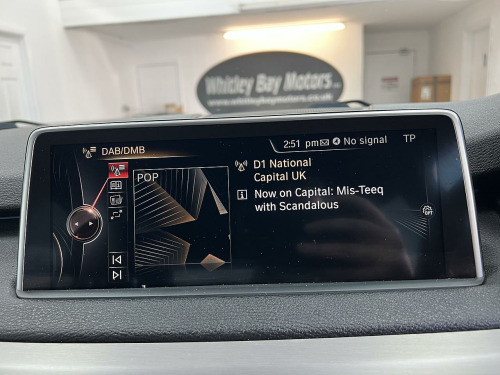 Whitley Bay Motors
www.whitleybaymotors.co.uk
DAB/DMB
2:51 pm No signal TP
D1 National
Capital UK
POP
Now on Capital: Mis-Teeq
with Scandalous
OFF